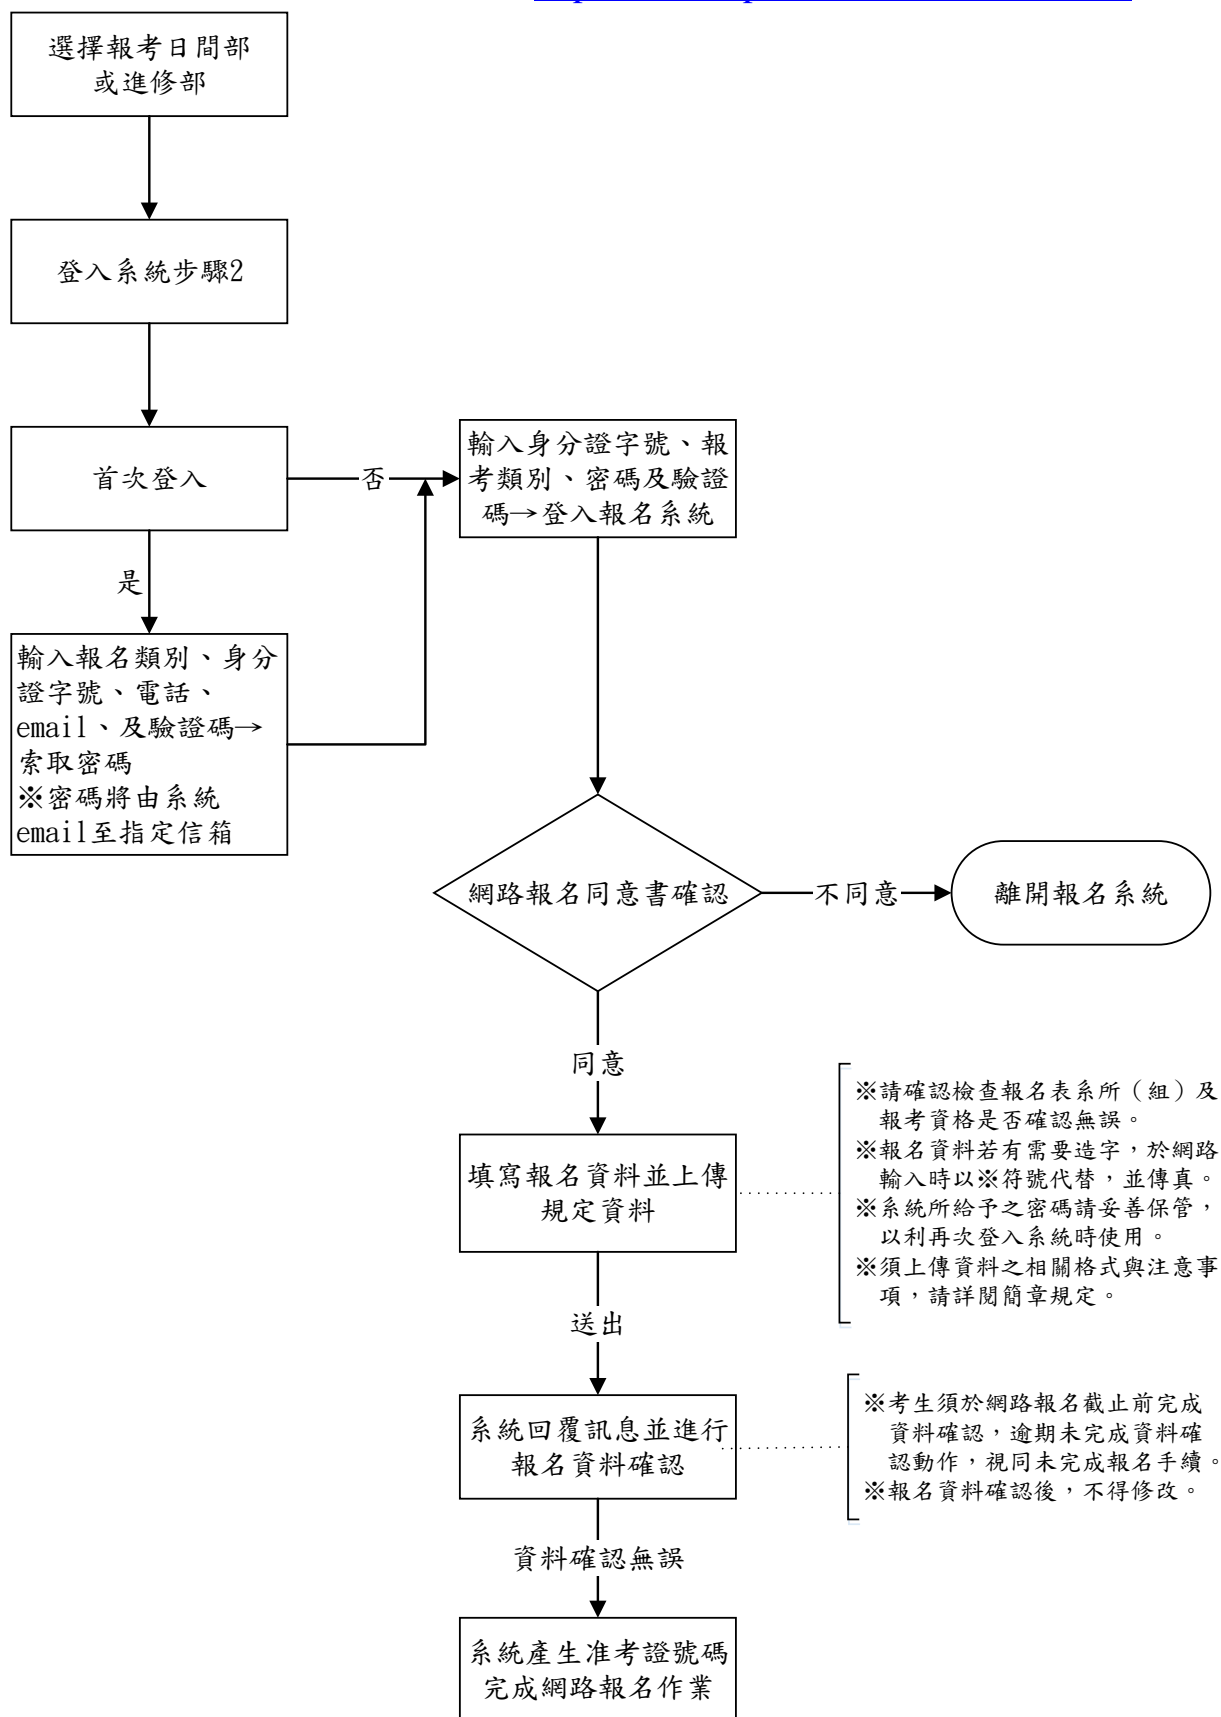 選擇報考日間部
或進修部
登入系統步驟2
首次登入
否
輸入身分證字號、報
考類別、密碼及驗證
碼→登入報名系統
是
輸入報名類別、身分
證字號、電話、
email、及驗證碼→
索取密碼
※密碼將由系統
email至指定信箱
網路報名同意書確認
不同意
離開報名系統
同意
填寫報名資料並上傳
規定資料
※請確認檢查報名表系所（組）及
報考資格是否確認無誤。
※報名資料若有需要造字，於網路
輸入時以※符號代替，並傳真。
※系統所給予之密碼請妥善保管，
以利再次登入系統時使用。
※須上傳資料之相關格式與注意事
項，請詳閱簡章規定。
送出
系統回覆訊息並進行
報名資料確認
※考生須於網路報名截止前完成
資料確認，逾期未完成資料確
認動作，視同未完成報名手續。
※報名資料確認後，不得修改。
資料確認無誤
系統產生准考證號碼
完成網路報名作業